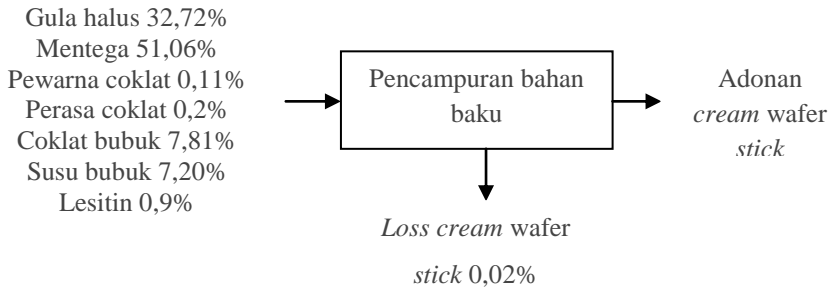 Gula halus 32,72%
Mentega 51,06%
Pewarna coklat 0,11%
Perasa coklat 0,2%
Coklat bubuk 7,81%
Susu bubuk 7,20%
Lesitin 0,9%
Pencampuran bahan
baku
Adonan
cream wafer
stick
Loss cream wafer
stick 0,02%